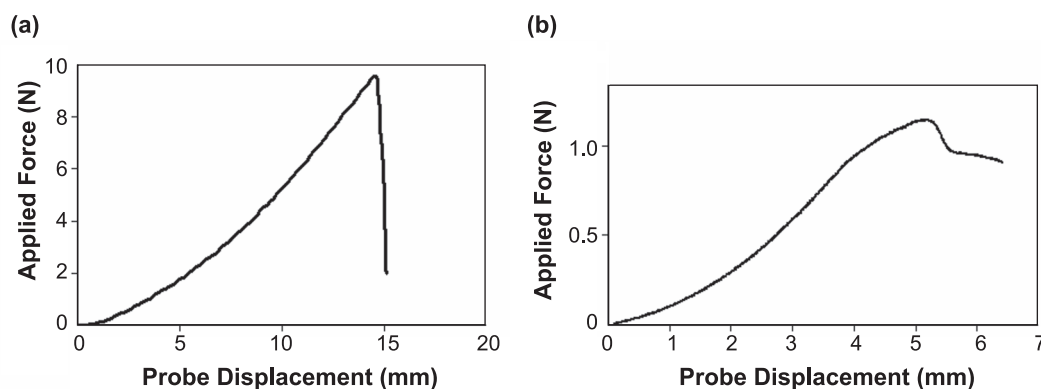 (a)
(b)
10
8
6
4
2
0
0 5 10 15 20
Applied Force (N)
Probe Displacement (mm)
1.0
0.5
0
0 1 2 3 4 5 6 7
Applied Force (N)
Probe Displacement (mm)